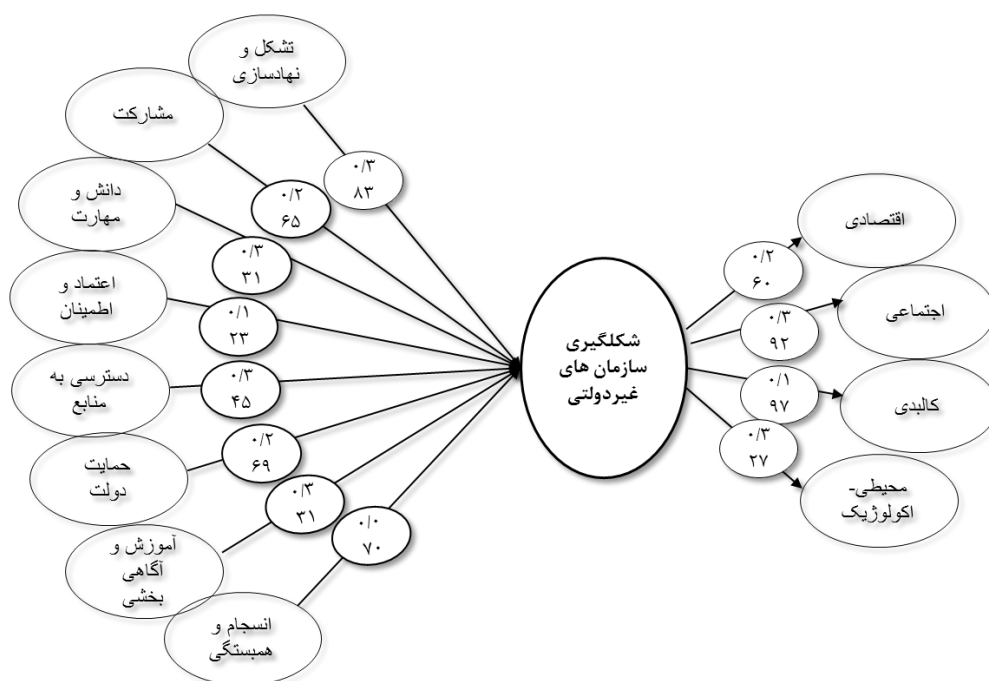 تشکل و
نهادسازی
مشارکت
دانش و
مهارت
اعتماد و
اطمینان
دسترسی به
منابع
حمایت
دولت
آموزش و
آگاهی
بخشی
انسجام و
همبستگی
۰/۳
۸۳
۰/۲
۶۵
۰/۳
۳۱
۰/۱
۲۳
۰/۳
۴۵
۰/۲
۶۹
۰/۳
۳۱
۰/۰
۷۰
شکلگیری
سازمان های
غیردولتی
۰/۲
۶۰
۰/۳
۹۲
۰/۱
۹۷
۰/۳
۲۷
اقتصادی
اجتماعی
کالبدی
محیطی-
اکولوژیک